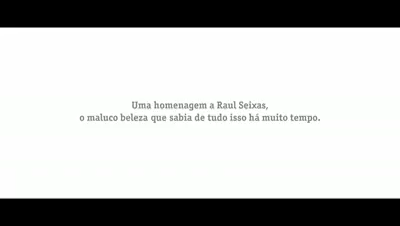 Uma homenagem a Raul Seixas,
o maluco beleza que sabia de tudo isso há muito tempo.